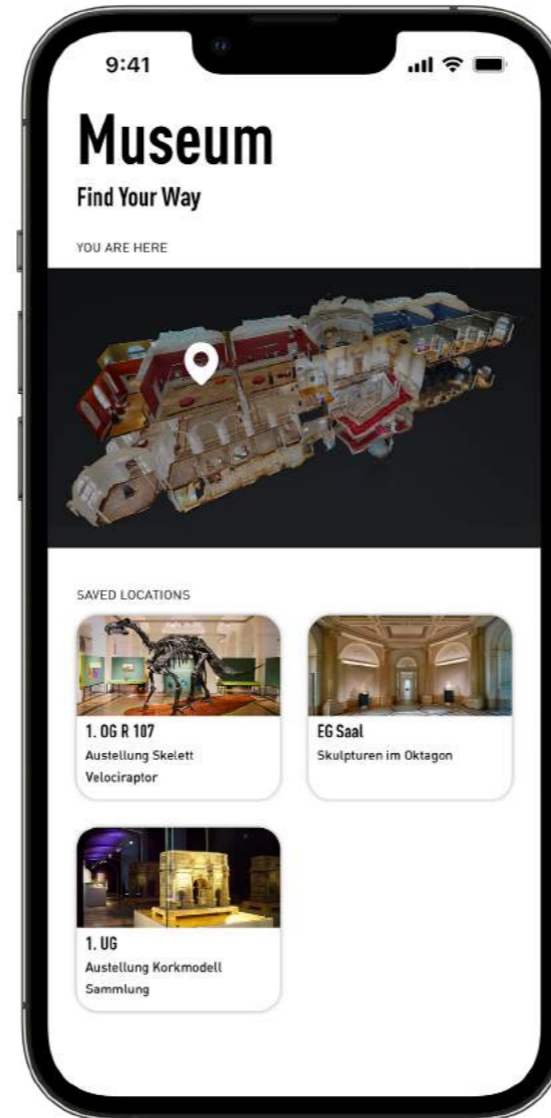 9:41
Museum
Find Your Way
YOU ARE HERE
SAVED LOCATIONS
1. OG R 107
Austellung Skelett
Velociraptor
EG Saal
Skulpturen im Oktagon
1. UG
Austellung Korkmodell
Sammlung